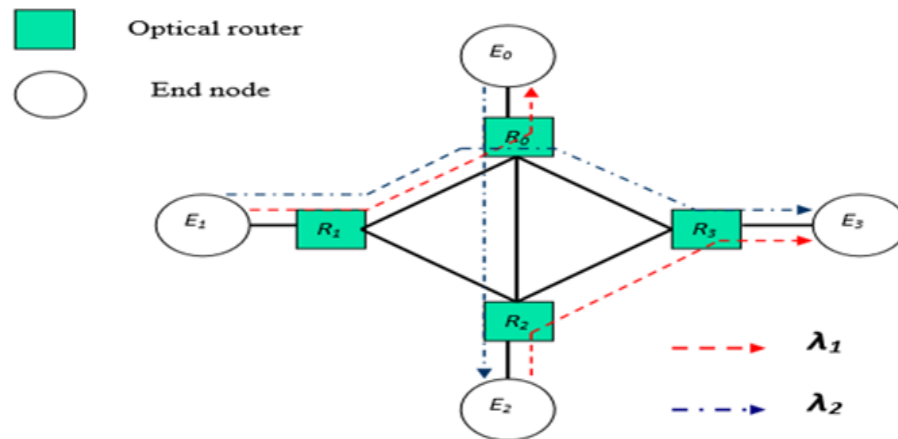 Optical router
End node
E₀
R₀
E₁
R₁
R₃
E₃
R₂
E₂
λ₁
λ₂